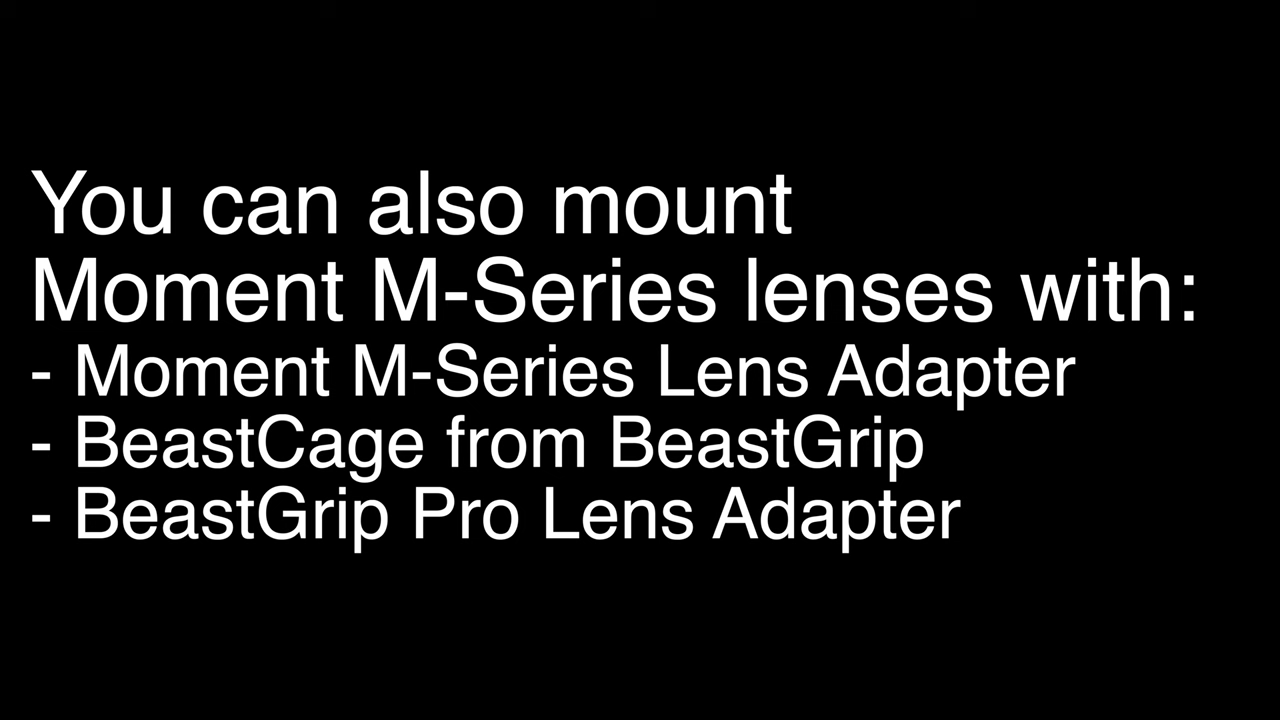 You can also mount
Moment M-Series lenses with:
- Moment M-Series Lens Adapter
- BeastCage from BeastGrip
- BeastGrip Pro Lens Adapter